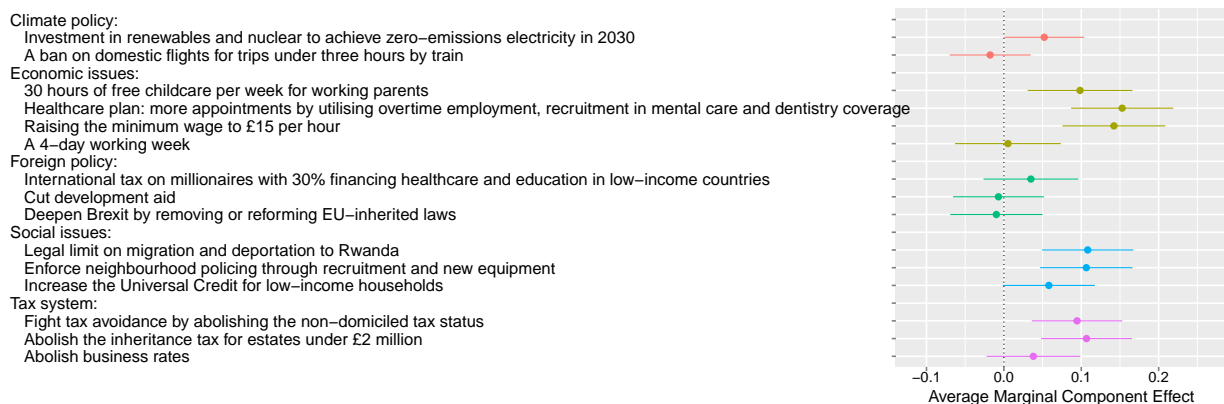 Climate policy:
Investment in renewables and nuclear to achieve zero−emissions electricity in 2030
A ban on domestic flights for trips under three hours by train
Economic issues:
30 hours of free childcare per week for working parents
Healthcare plan: more appointments by utilising overtime employment, recruitment in mental care and dentistry coverage
Raising the minimum wage to £15 per hour
A 4−day working week
Foreign policy:
International tax on millionaires with 30% financing healthcare and education in low−income countries
Cut development aid
Deepen Brexit by removing or reforming EU−inherited laws
Social issues:
Legal limit on migration and deportation to Rwanda
Enforce neighbourhood policing through recruitment and new equipment
Increase the Universal Credit for low−income households
Tax system:
Fight tax avoidance by abolishing the non−domiciled tax status
Abolish the inheritance tax for estates under £2 million
Abolish business rates
−0.1 0.0 0.1 0.2
Average Marginal Component Effect